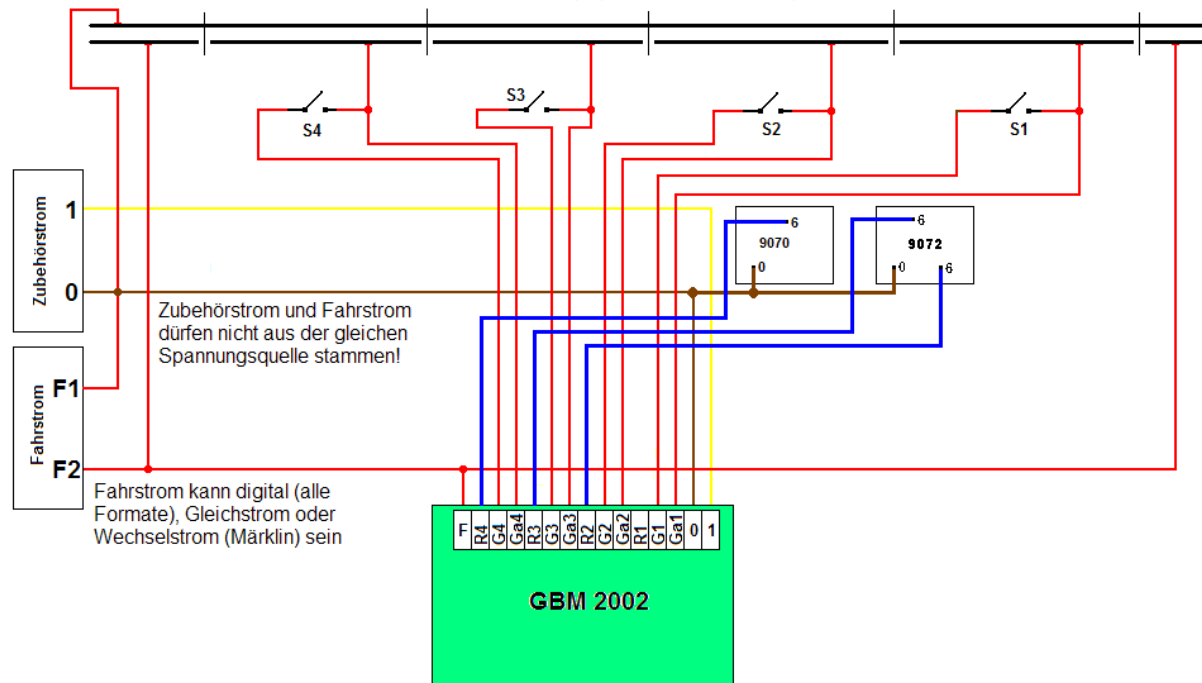 S4
S3
S2
S1
Zubehörstrom
1
0
6
9070
0
6
9072
0
6
Zubehörstrom und Fahrstrom
dürfen nicht aus der gleichen
Spannungsquelle stammen!
Fahrstrom
F1
F2
Fahrstrom kann digital (alle
Formate), Gleichstrom oder
Wechselstrom (Märklin) sein
F R4 G4 Ga4 R3 G3 Ga3 R2 G2 Ga2 R1 G1 Ga1 0 1
GBM 2002